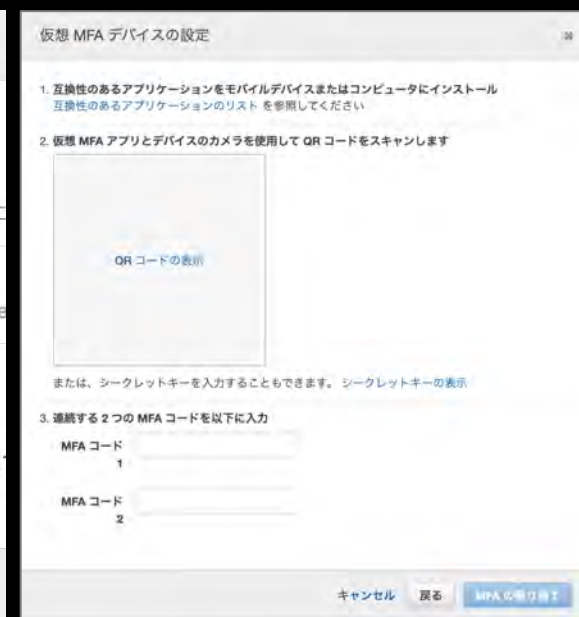 仮想 MFA デバイスの設定
1. 互換性のあるアプリケーションをモバイルデバイスまたはコンピュータにインストール
互換性のあるアプリケーションのリスト を参照してください
2. 仮想 MFA アプリとデバイスのカメラを使用して QR コードをスキャンします
QR コードの表示
または、シークレットキーを入力することもできます。 シークレットキーの表示
3. 連続する 2 つの MFA コードを以下に入力
MFA コード
1
MFA コード
2
キャンセル 戻る MFA の割り当て